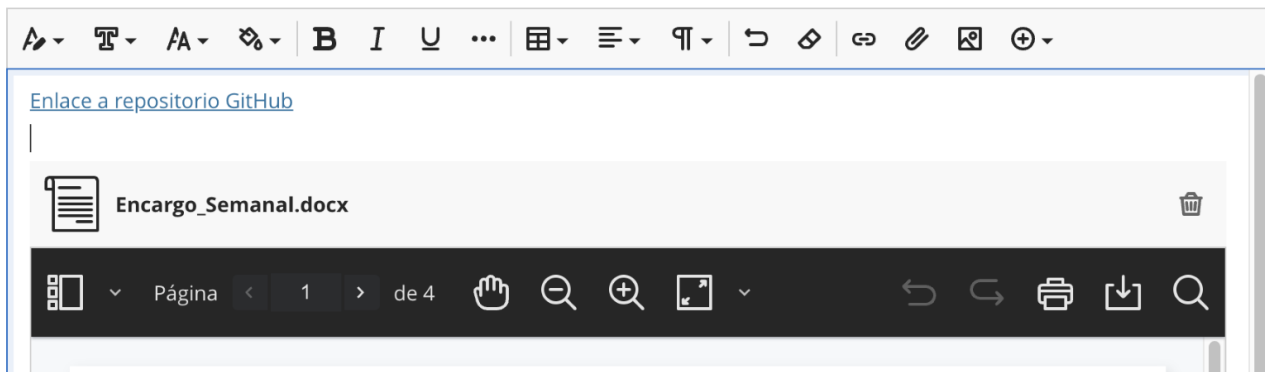 Enlace a repositorio GitHub
Encargo_Semanal.docx
Página 1 de 4